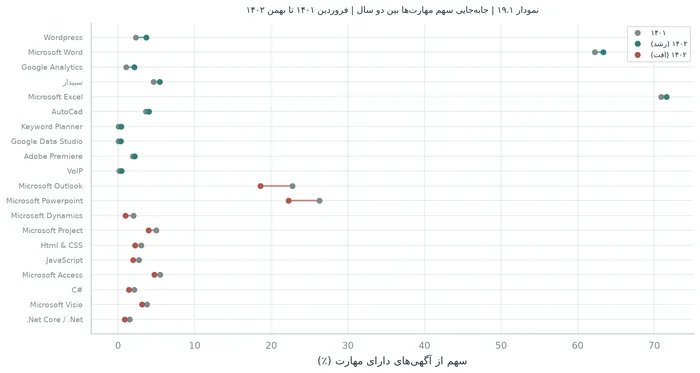 نمودار ۱۹.۱ | جابه‌جایی سهم مهارت‌ها بین دو سال | فروردین ۱۴۰۱ تا بهمن ۱۴۰۲
۱۴۰۱
۱۴۰۲ (رشد)
۱۴۰۲ (افت)
Wordpress
Microsoft Word
Google Analytics
سپیدار
Microsoft Excel
AutoCad
Keyword Planner
Google Data Studio
Adobe Premiere
VoIP
Microsoft Outlook
Microsoft Powerpoint
Microsoft Dynamics
Microsoft Project
Html & CSS
JavaScript
Microsoft Access
C#
Microsoft Visio
.Net Core / .Net
0 10 20 30 40 50 60 70
سهم از آگهی‌های دارای مهارت (٪)